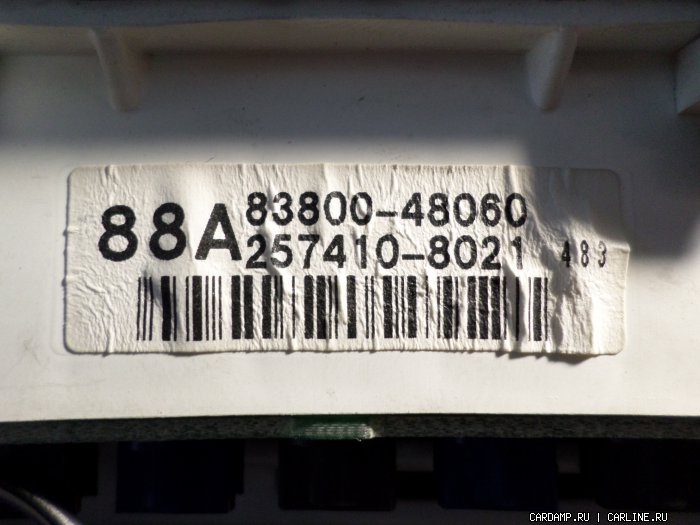 88A
83800-48060
257410-8021 483
CARDAMP.RU | CARLINE.RU